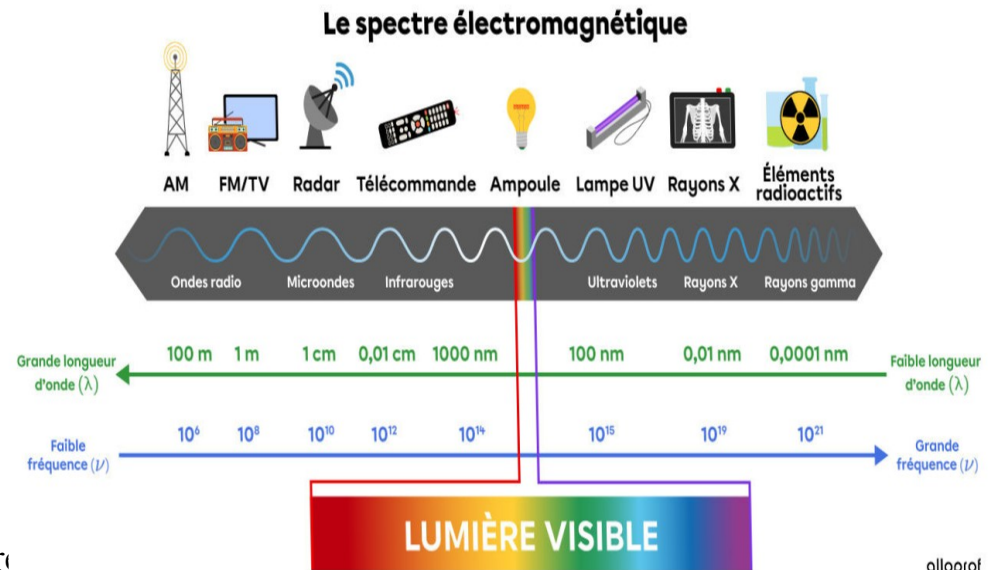 Le spectre électromagnétique
AM FM/TV Radar Télécommande Ampoule Lampe UV Rayons X Éléments radioactifs
Ondes radio Microondes Infrarouges Ultraviolets Rayons X Rayons gamma
Grande longueur d'onde (λ)
100 m 1 m 1 cm 0,01 cm 1000 nm 100 nm 0,01 nm 0,0001 nm
Faible longueur d'onde (λ)
Faible fréquence (ν)
10⁶ 10⁸ 10¹⁰ 10¹² 10¹⁴ 10¹⁵ 10¹⁹ 10²¹
Grande fréquence (ν)
LUMIÈRE VISIBLE